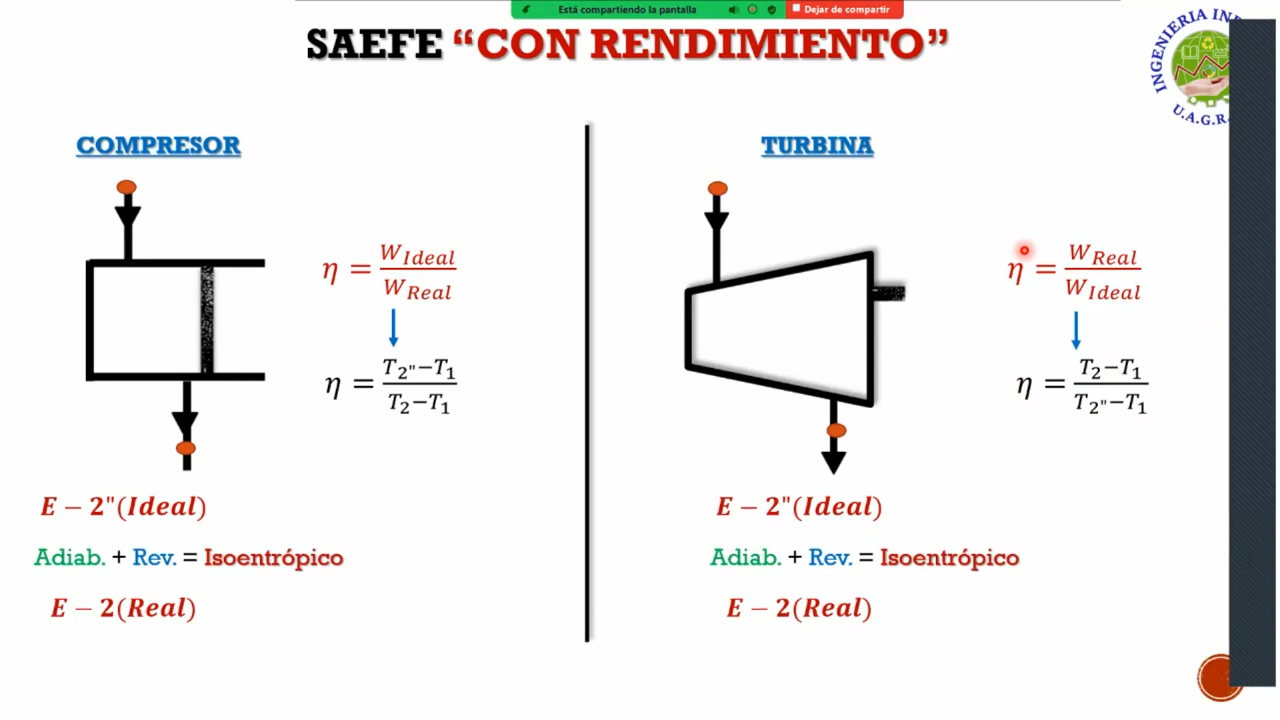 Está compartiendo la pantalla
Dejar de compartir
SAEFE “CON RENDIMIENTO”
INGENIERIA IN
U.A.G.R.
COMPRESOR
η = W_Ideal / W_Real
η = (T_2" − T_1) / (T_2 − T_1)
E − 2"(Ideal)
Adiab. + Rev. = Isoentrópico
E − 2(Real)
TURBINA
η = W_Real / W_Ideal
η = (T_2 − T_1) / (T_2" − T_1)
E − 2"(Ideal)
Adiab. + Rev. = Isoentrópico
E − 2(Real)